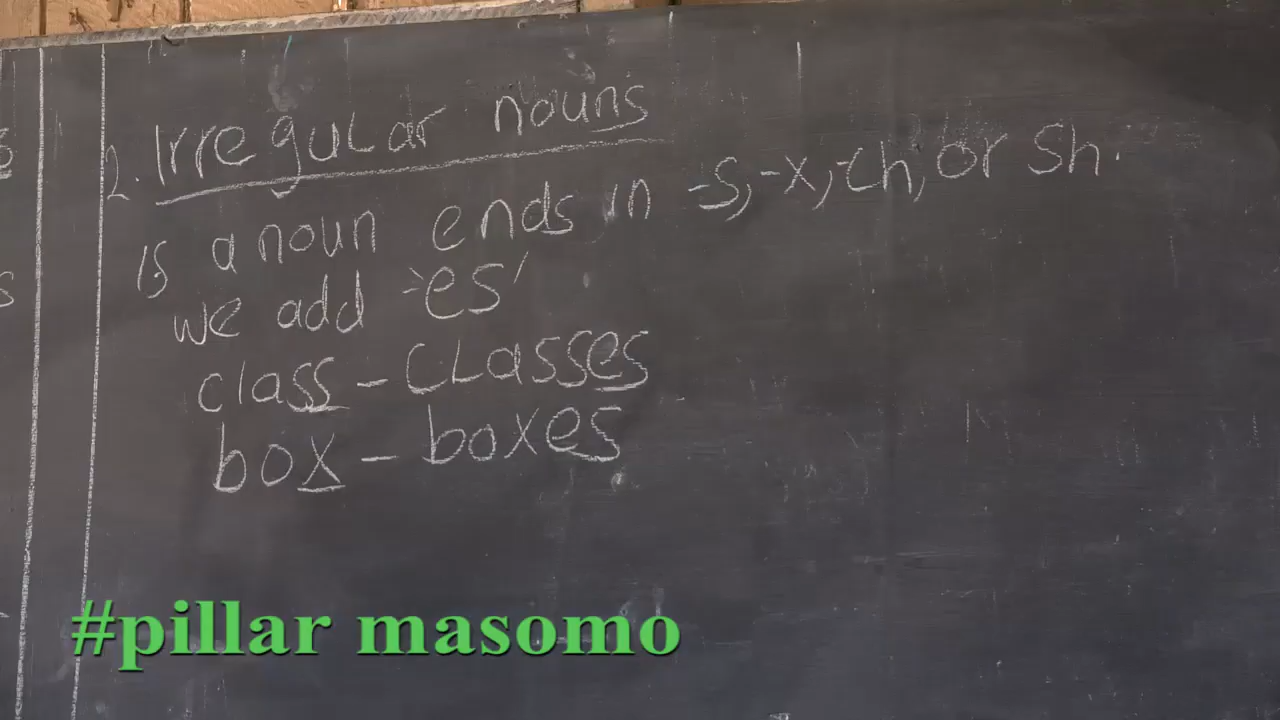 2. Irregular nouns
is a noun ends in -s, -x, -ch, or sh.
we add 'es'
class - classes
box - boxes
#pillar masomo